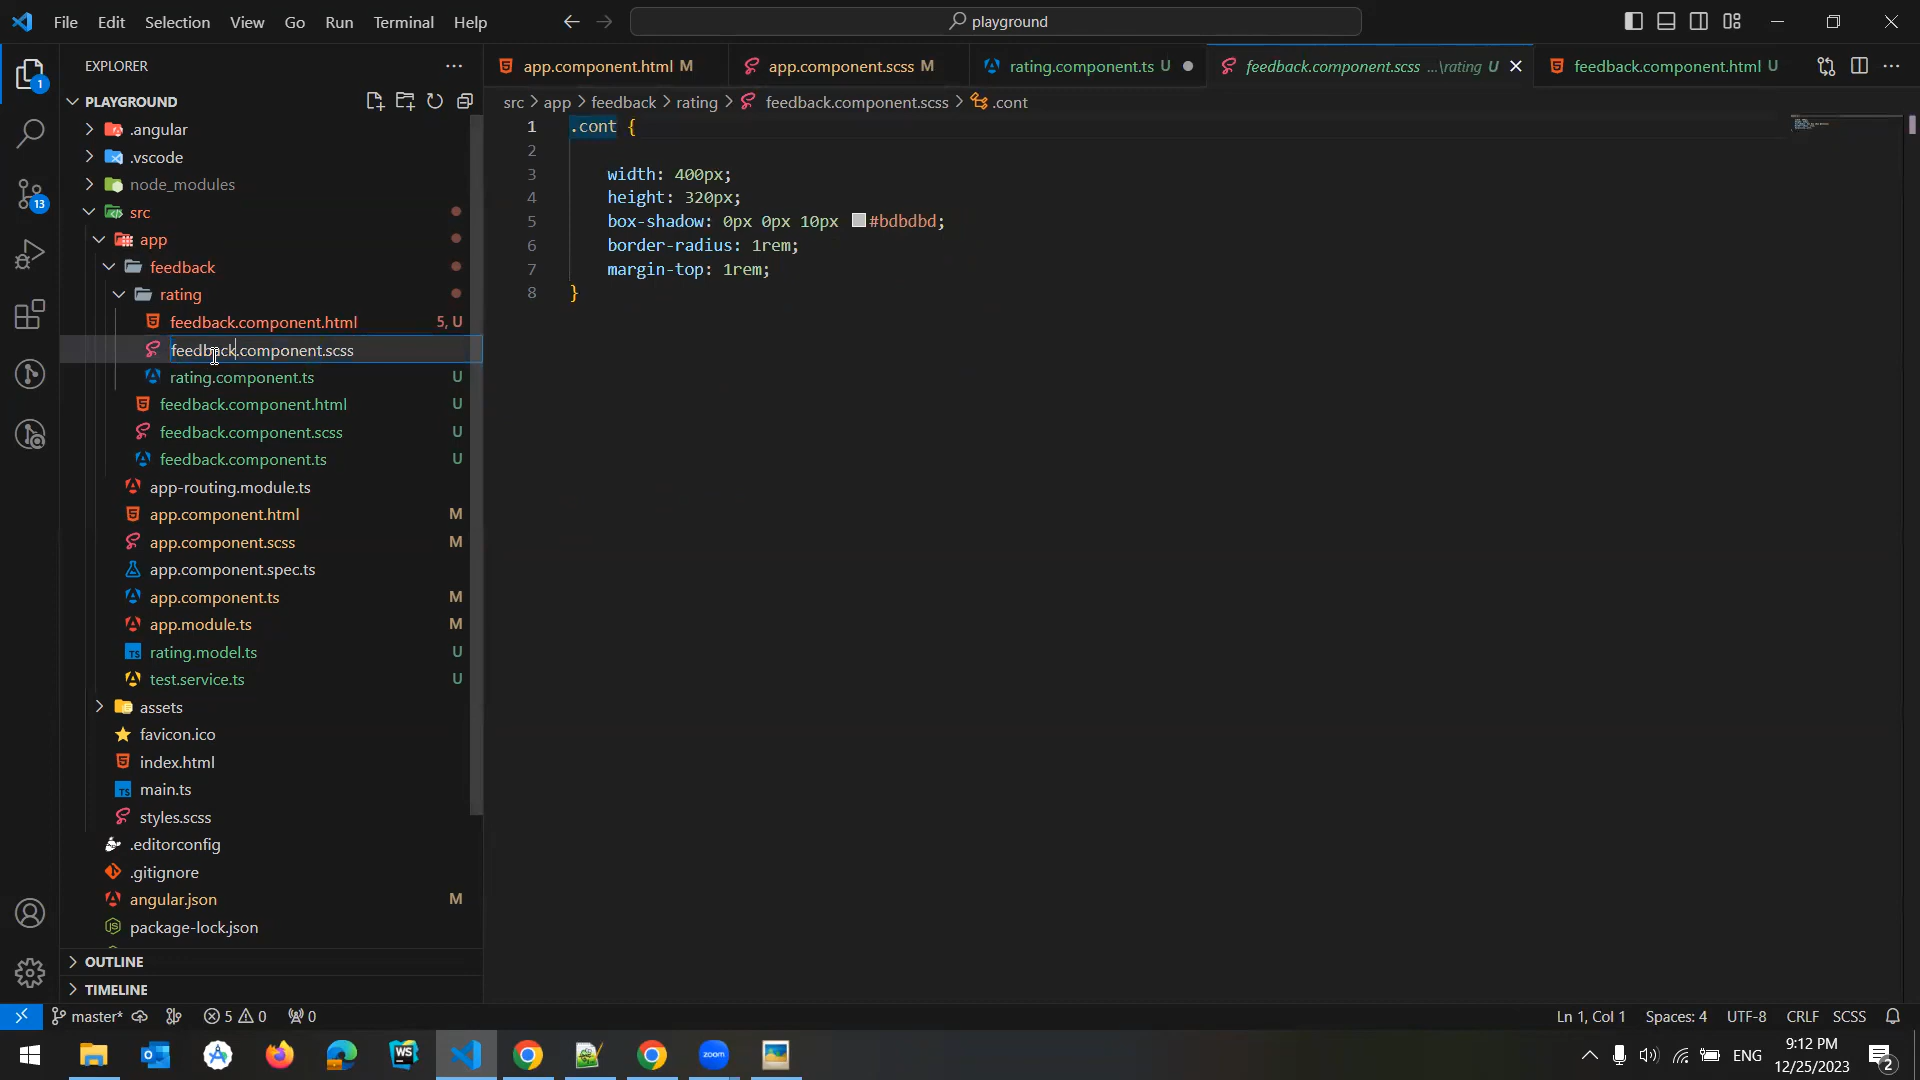 File Edit Selection View Go Run Terminal Help
playground
EXPLORER
PLAYGROUND
.angular
.vscode
node_modules
src
app
feedback
rating
feedback.component.html 5, U
feedback.component.scss
rating.component.ts U
feedback.component.html U
feedback.component.scss U
feedback.component.ts U
app-routing.module.ts
app.component.html M
app.component.scss M
app.component.spec.ts
app.component.ts M
app.module.ts M
rating.model.ts U
test.service.ts U
assets
favicon.ico
index.html
main.ts
styles.scss
.editorconfig
.gitignore
angular.json M
package-lock.json
OUTLINE
TIMELINE
1
13
app.component.html M
app.component.scss M
rating.component.ts U
feedback.component.scss ...\rating U
feedback.component.html U
src > app > feedback > rating > feedback.component.scss > .cont
1 .cont {
2
3 width: 400px;
4 height: 320px;
5 box-shadow: 0px 0px 10px #bdbdbd;
6 border-radius: 1rem;
7 margin-top: 1rem;
8 }
master* 5 0 0
Ln 1, Col 1 Spaces: 4 UTF-8 CRLF SCSS
WS
zoom
ENG
9:12 PM
12/25/2023
2